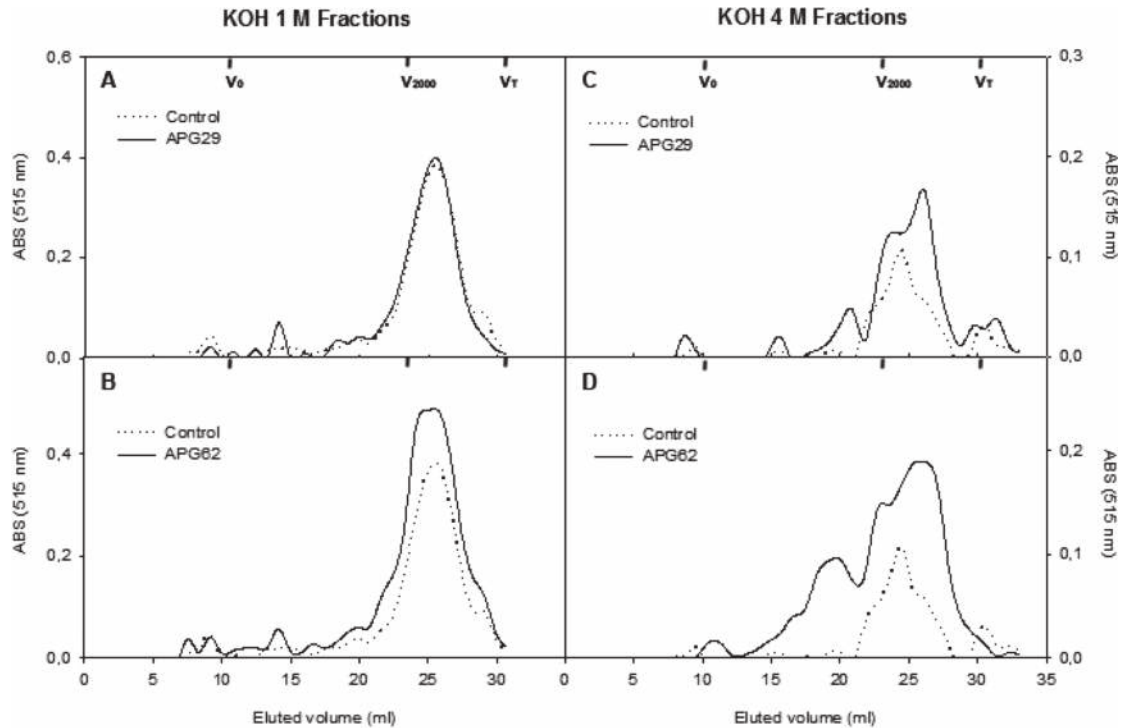 KOH 1 M Fractions
KOH 4 M Fractions
0,6
0,4
0,2
0,0
ABS (515 nm)
A
V0
V2000
VT
Control
APG29
C
V0
V2000
VT
Control
APG29
0,3
0,2
0,1
0,0
ABS (515 nm)
0,4
0,2
0,0
ABS (515 nm)
B
Control
APG62
D
Control
APG62
0,2
0,1
0,0
ABS (515 nm)
0 5 10 15 20 25 30
0 5 10 15 20 25 30 35
Eluted volume (ml)
Eluted volume (ml)